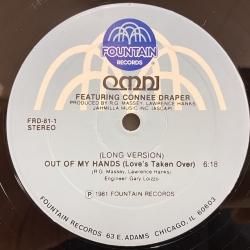 FOUNTAIN
RECORDS
OMNI
FEATURING CONNEE DRAPER
PRODUCED BY R.G. MASSEY, LAWRENCE HANKS
JAHMILLA MUSIC INC (ASCAP)
FRD-81-1
STEREO
(LONG VERSION)
OUT OF MY HANDS (Love's Taken Over) 6:18
(R.G. Massey, Lawrence Hanks)
Engineer Gary Loizzo
℗ 1981 FOUNTAIN RECORDS
FOUNTAIN RECORDS 63 E. ADAMS CHICAGO, IL 60603